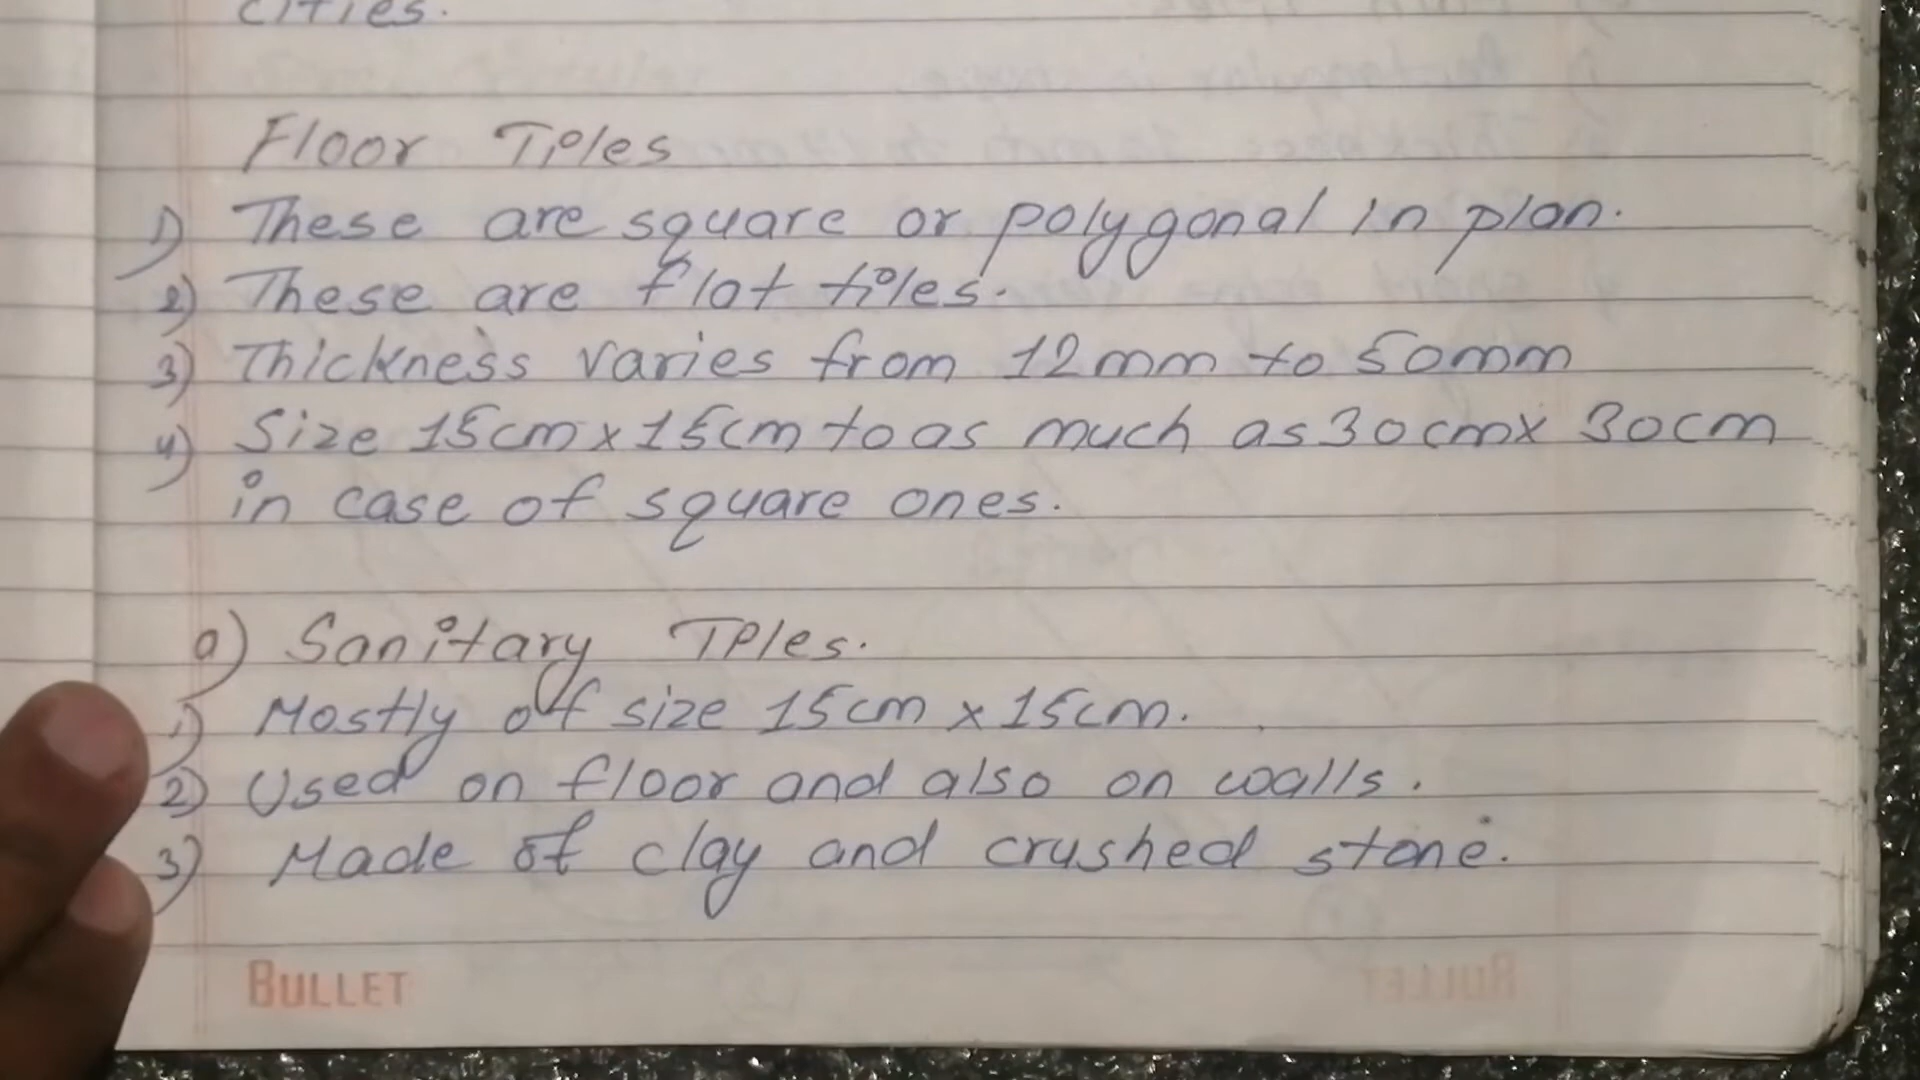 cities.
Floor Tiles
1) These are square or polygonal in plan.
2) These are flat tiles.
3) Thickness varies from 12mm to 50mm
4) Size 15cm x 15cm to as much as 30cm x 30cm
in case of square ones.
a) Sanitary Tiles.
1) Mostly of size 15cm x 15cm.
2) Used on floor and also on walls.
3) Made of clay and crushed stone.
BULLET